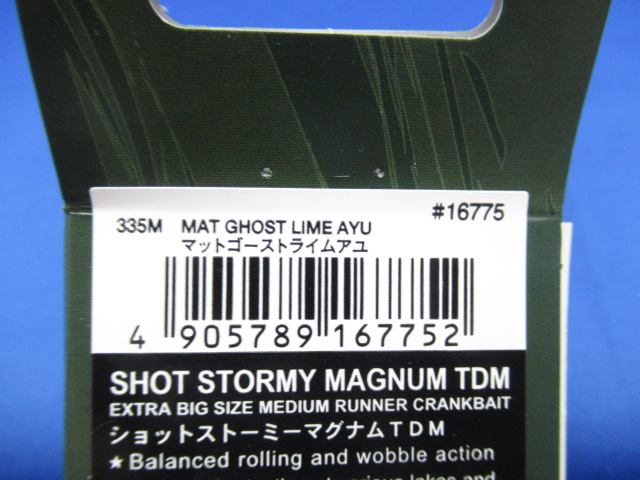 335M MAT GHOST LIME AYU #16775
マットゴーストライムアユ
4 905789 167752
SHOT STORMY MAGNUM TDM
EXTRA BIG SIZE MEDIUM RUNNER CRANKBAIT
ショットストーミーマグナムTDM
★Balanced rolling and wobble action